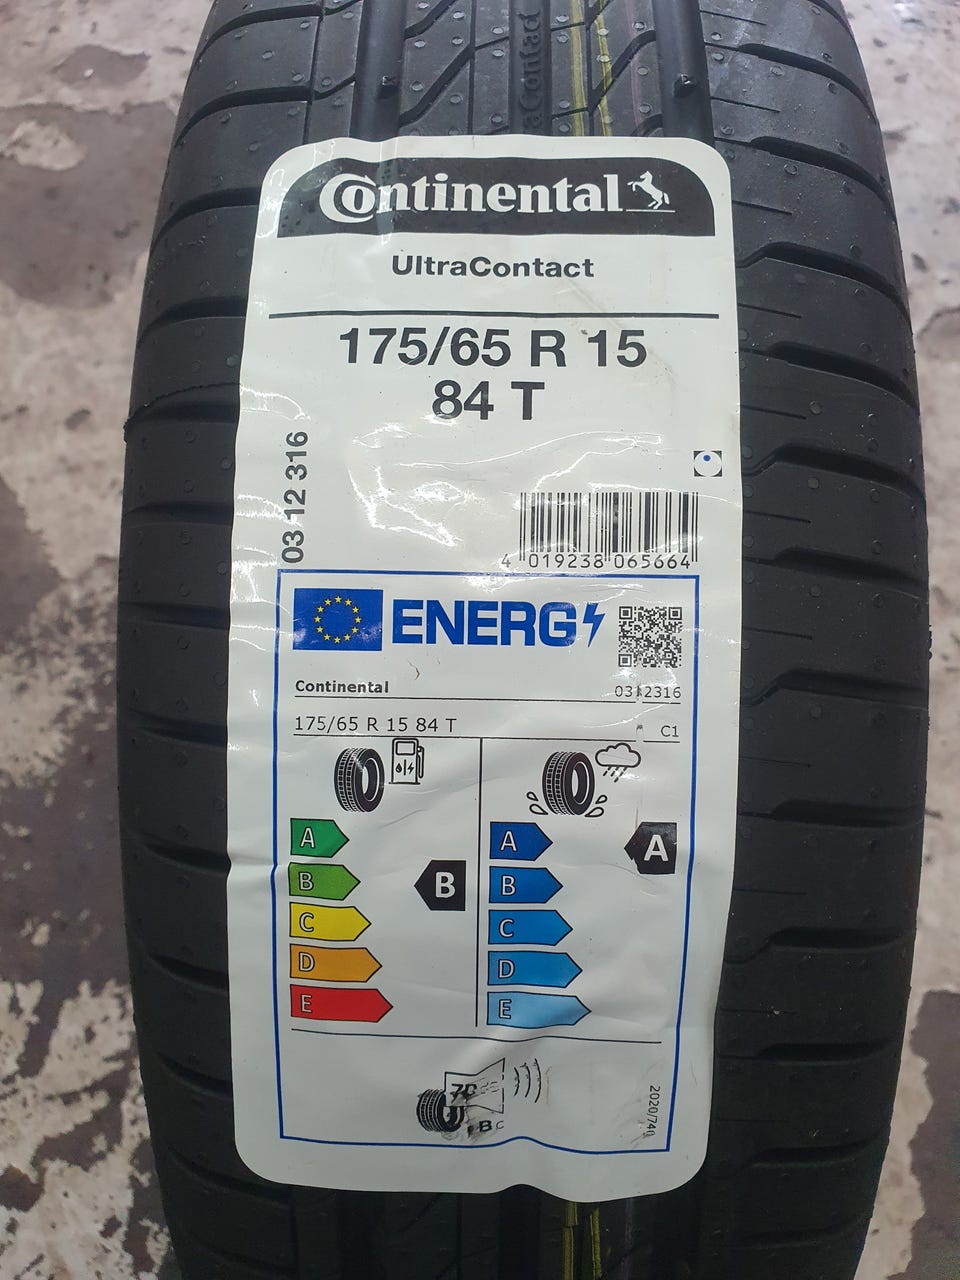 aContact
Continental
UltraContact
175/65 R 15
84 T
03 12 316
4 019238 065664
ENERG
Continental
0312316
175/65 R 15 84 T
C1
A
B
C
D
E
B
A
B
C
D
E
A
B C
2020/740